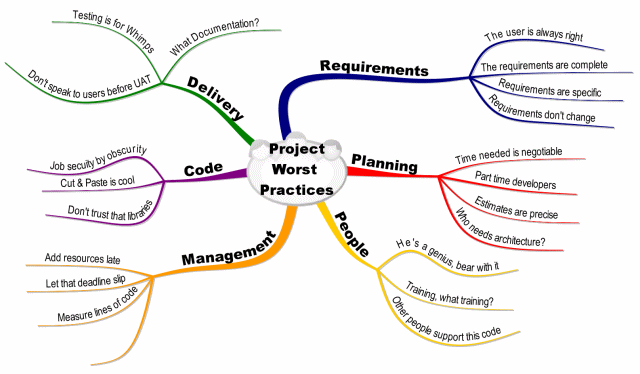 Project
Worst
Practices
Requirements
The user is always right
The requirements are complete
Requirements are specific
Requirements don't change
Planning
Time needed is negotiable
Part time developers
Estimates are precise
Who needs architecture?
People
He's a genius, bear with it
Training, what training?
Other people support this code
Management
Add resources late
Let that deadline slip
Measure lines of code
Code
Job secuity by obscurity
Cut & Paste is cool
Don't trust that libraries
Delivery
Testing is for Whimps
What Documentation?
Don't speak to users before UAT